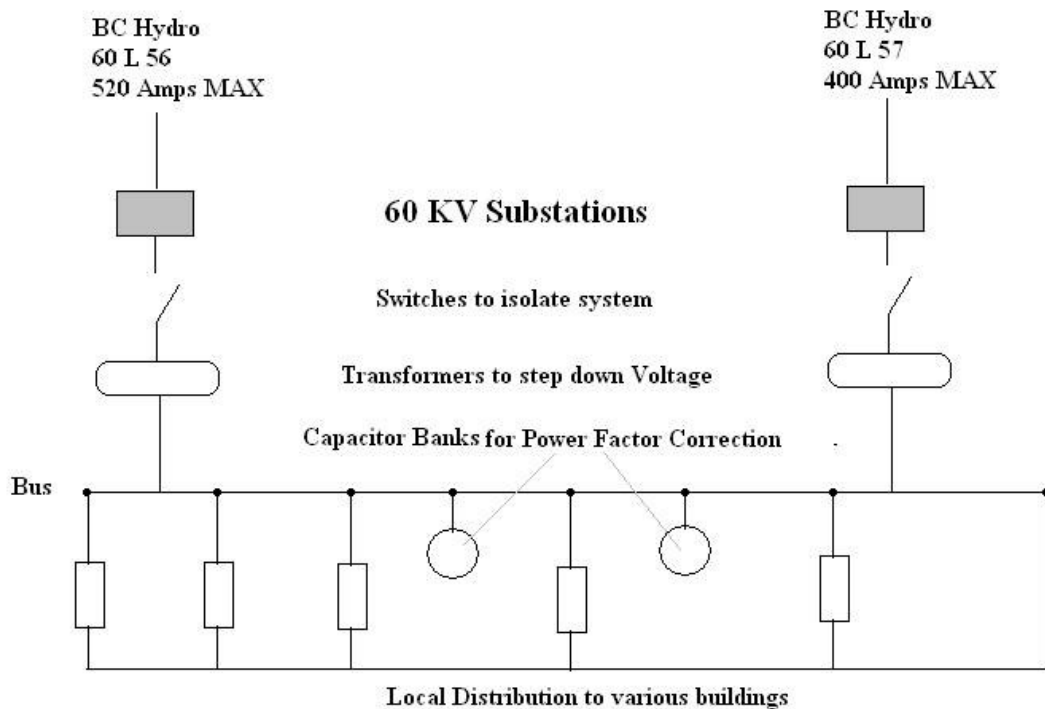 BC Hydro
60 L 56
520 Amps MAX
BC Hydro
60 L 57
400 Amps MAX
60 KV Substations
Switches to isolate system
Transformers to step down Voltage
Capacitor Banks for Power Factor Correction
Bus
Local Distribution to various buildings